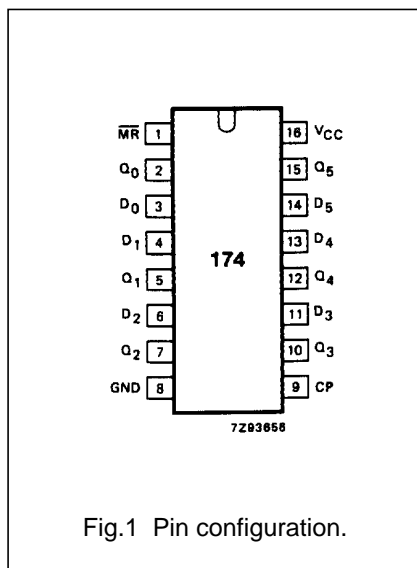 M̅R̅ 1 16 VCC
Q0 2 15 Q5
D0 3 14 D5
D1 4 13 D4
174
Q1 5 12 Q4
D2 6 11 D3
Q2 7 10 Q3
GND 8 9 CP
7Z93656
Fig.1 Pin configuration.